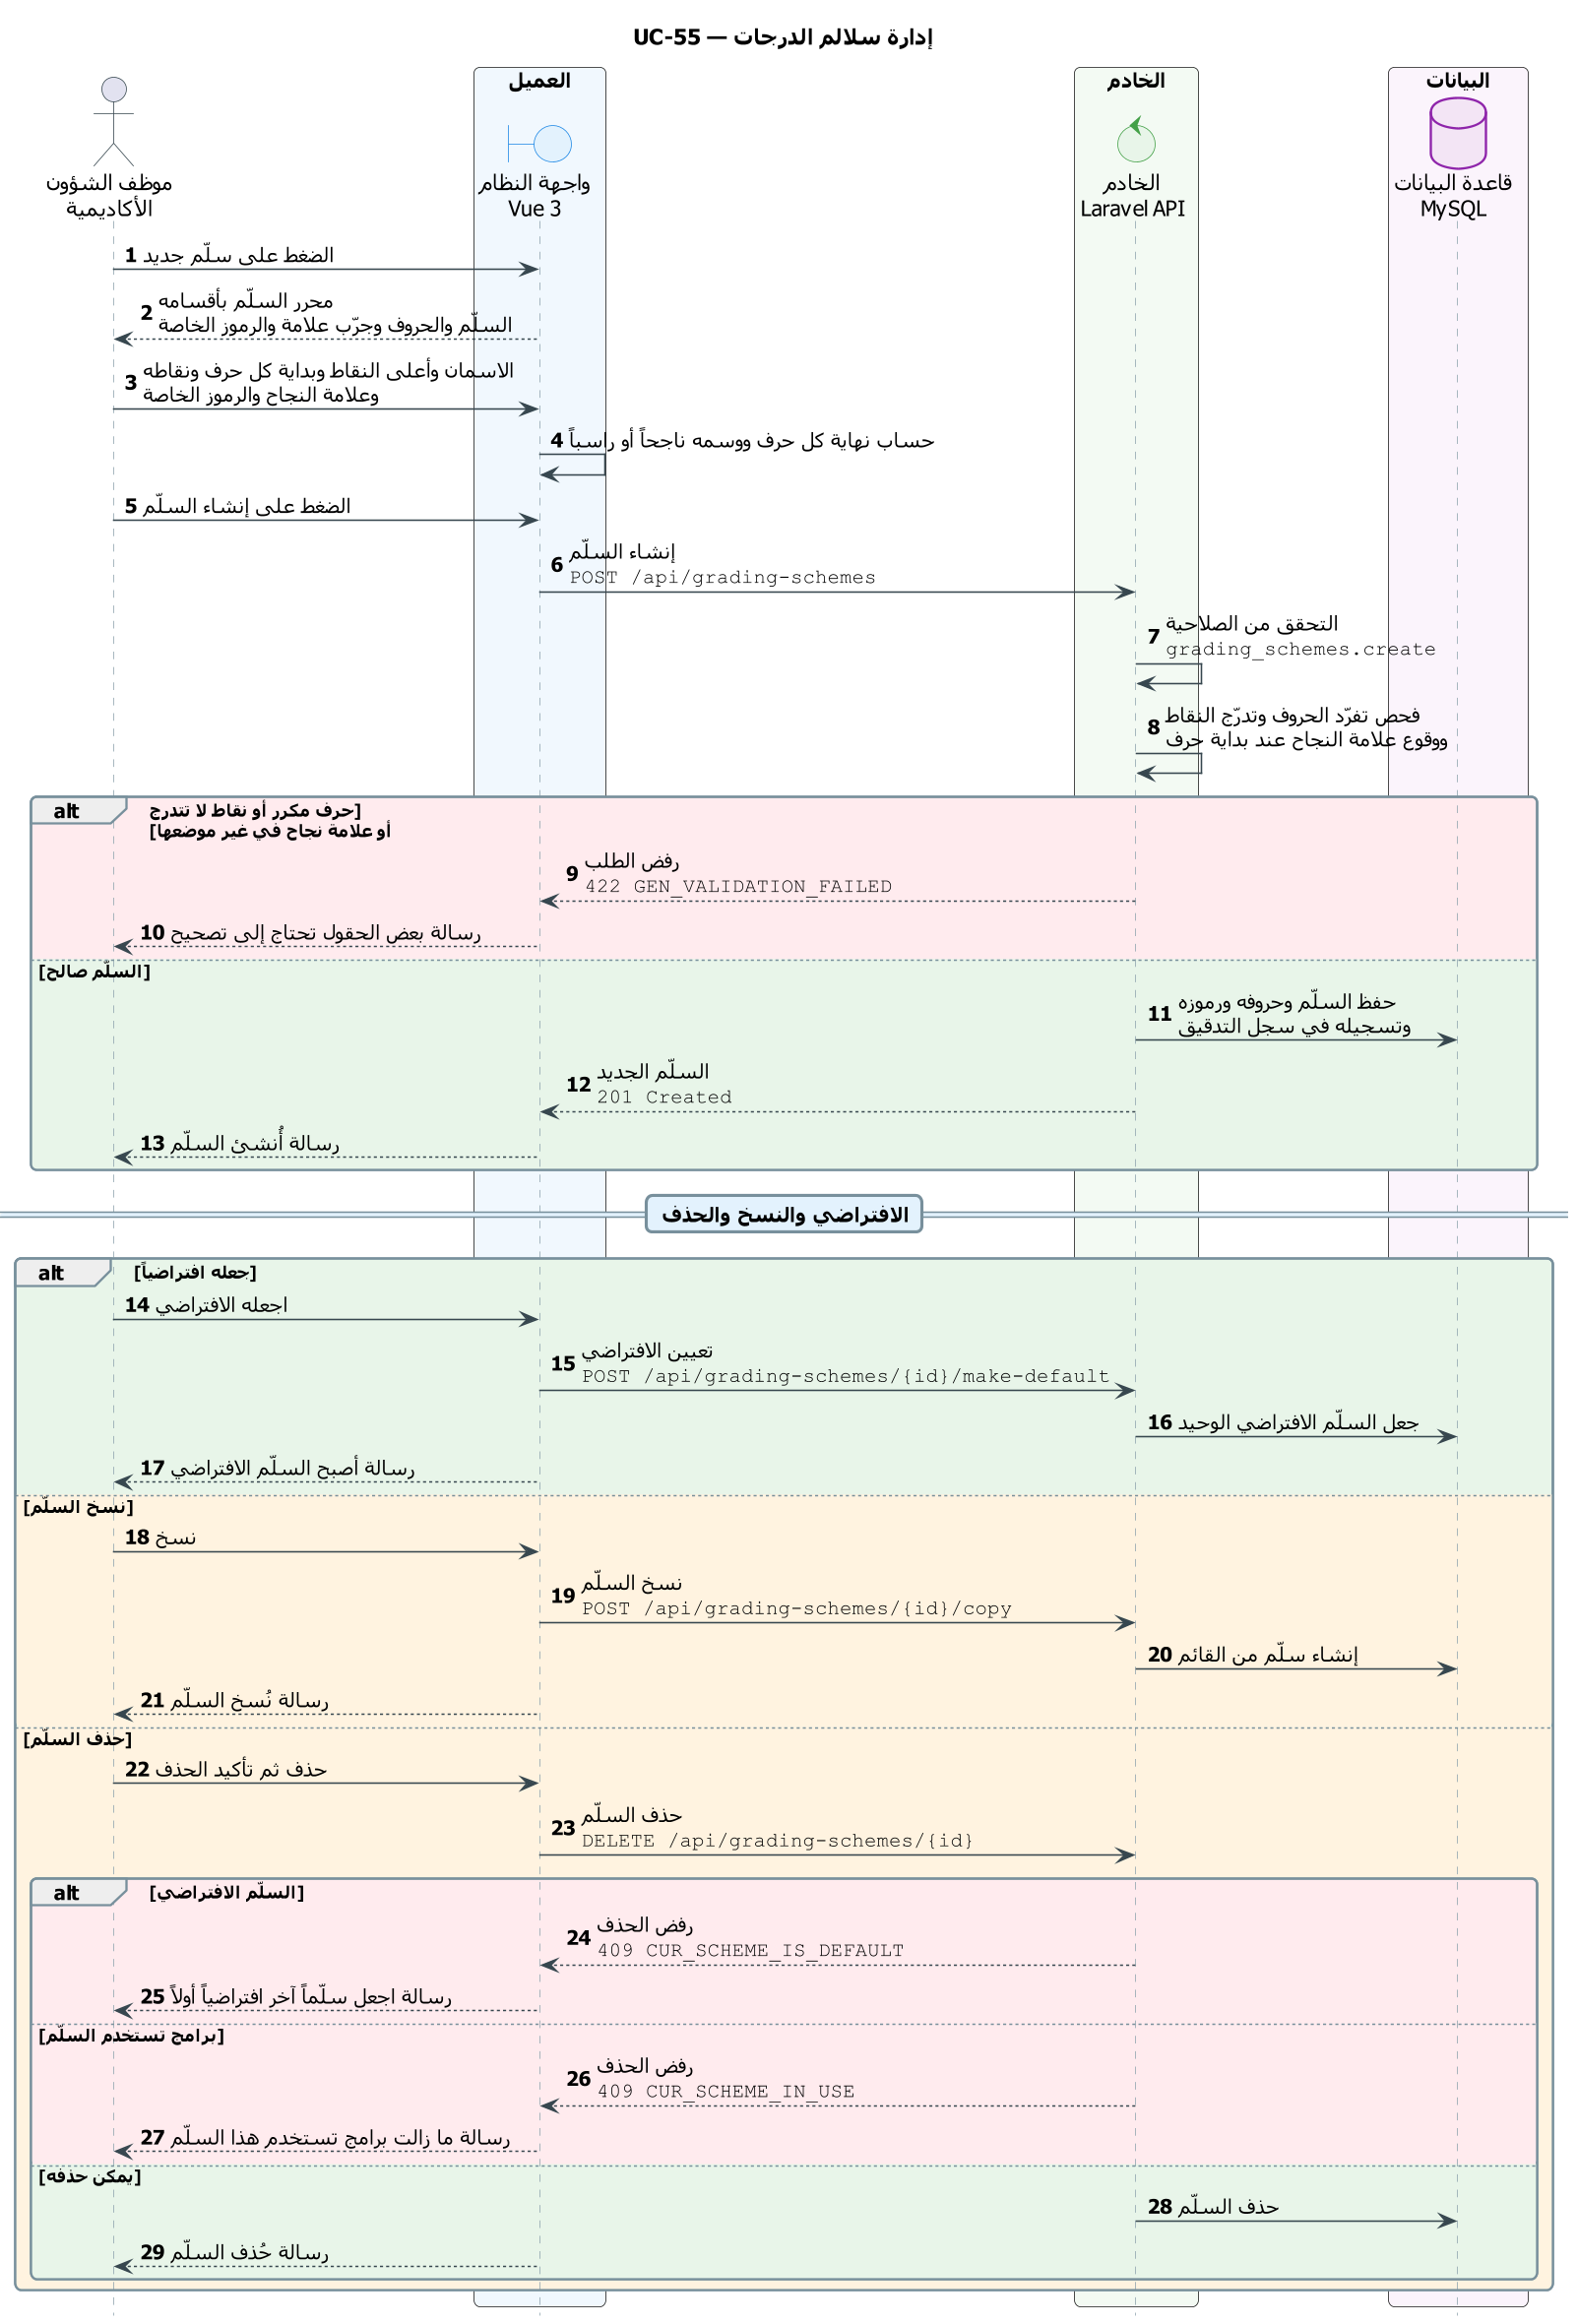 إدارة سلالم الدرجات — UC-55
العميل
الخادم
البيانات
موظف الشؤون
الأكاديمية
واجهة النظام
Vue 3
الخادم
Laravel API
قاعدة البيانات
MySQL
1 الضغط على سلّم جديد
2 محرر السلّم بأقسامه
السلّم والحروف وجرّب علامة والرموز الخاصة
3 الاسمان وأعلى النقاط وبداية كل حرف ونقاطه
وعلامة النجاح والرموز الخاصة
4 حساب نهاية كل حرف ووسمه ناجحاً أو راسباً
5 الضغط على إنشاء السلّم
6 إنشاء السلّم
POST /api/grading-schemes
7 التحقق من الصلاحية
grading_schemes.create
8 فحص تفرّد الحروف وتدرّج النقاط
ووقوع علامة النجاح عند بداية حرف
alt [حرف مكرر أو نقاط لا تتدرج
أو علامة نجاح في غير موضعها]
9 رفض الطلب
422 GEN_VALIDATION_FAILED
10 رسالة بعض الحقول تحتاج إلى تصحيح
[السلّم صالح]
11 حفظ السلّم وحروفه ورموزه
وتسجيله في سجل التدقيق
12 السلّم الجديد
201 Created
13 رسالة أُنشئ السلّم
الافتراضي والنسخ والحذف
alt [جعله افتراضياً]
14 اجعله الافتراضي
15 تعيين الافتراضي
POST /api/grading-schemes/{id}/make-default
16 جعل السلّم الافتراضي الوحيد
17 رسالة أصبح السلّم الافتراضي
[نسخ السلّم]
18 نسخ
19 نسخ السلّم
POST /api/grading-schemes/{id}/copy
20 إنشاء سلّم من القائم
21 رسالة نُسخ السلّم
[حذف السلّم]
22 حذف ثم تأكيد الحذف
23 حذف السلّم
DELETE /api/grading-schemes/{id}
alt [السلّم الافتراضي]
24 رفض الحذف
409 CUR_SCHEME_IS_DEFAULT
25 رسالة اجعل سلّماً آخر افتراضياً أولاً
[برامج تستخدم السلّم]
26 رفض الحذف
409 CUR_SCHEME_IN_USE
27 رسالة ما زالت برامج تستخدم هذا السلّم
[يمكن حذفه]
28 حذف السلّم
29 رسالة حُذف السلّم